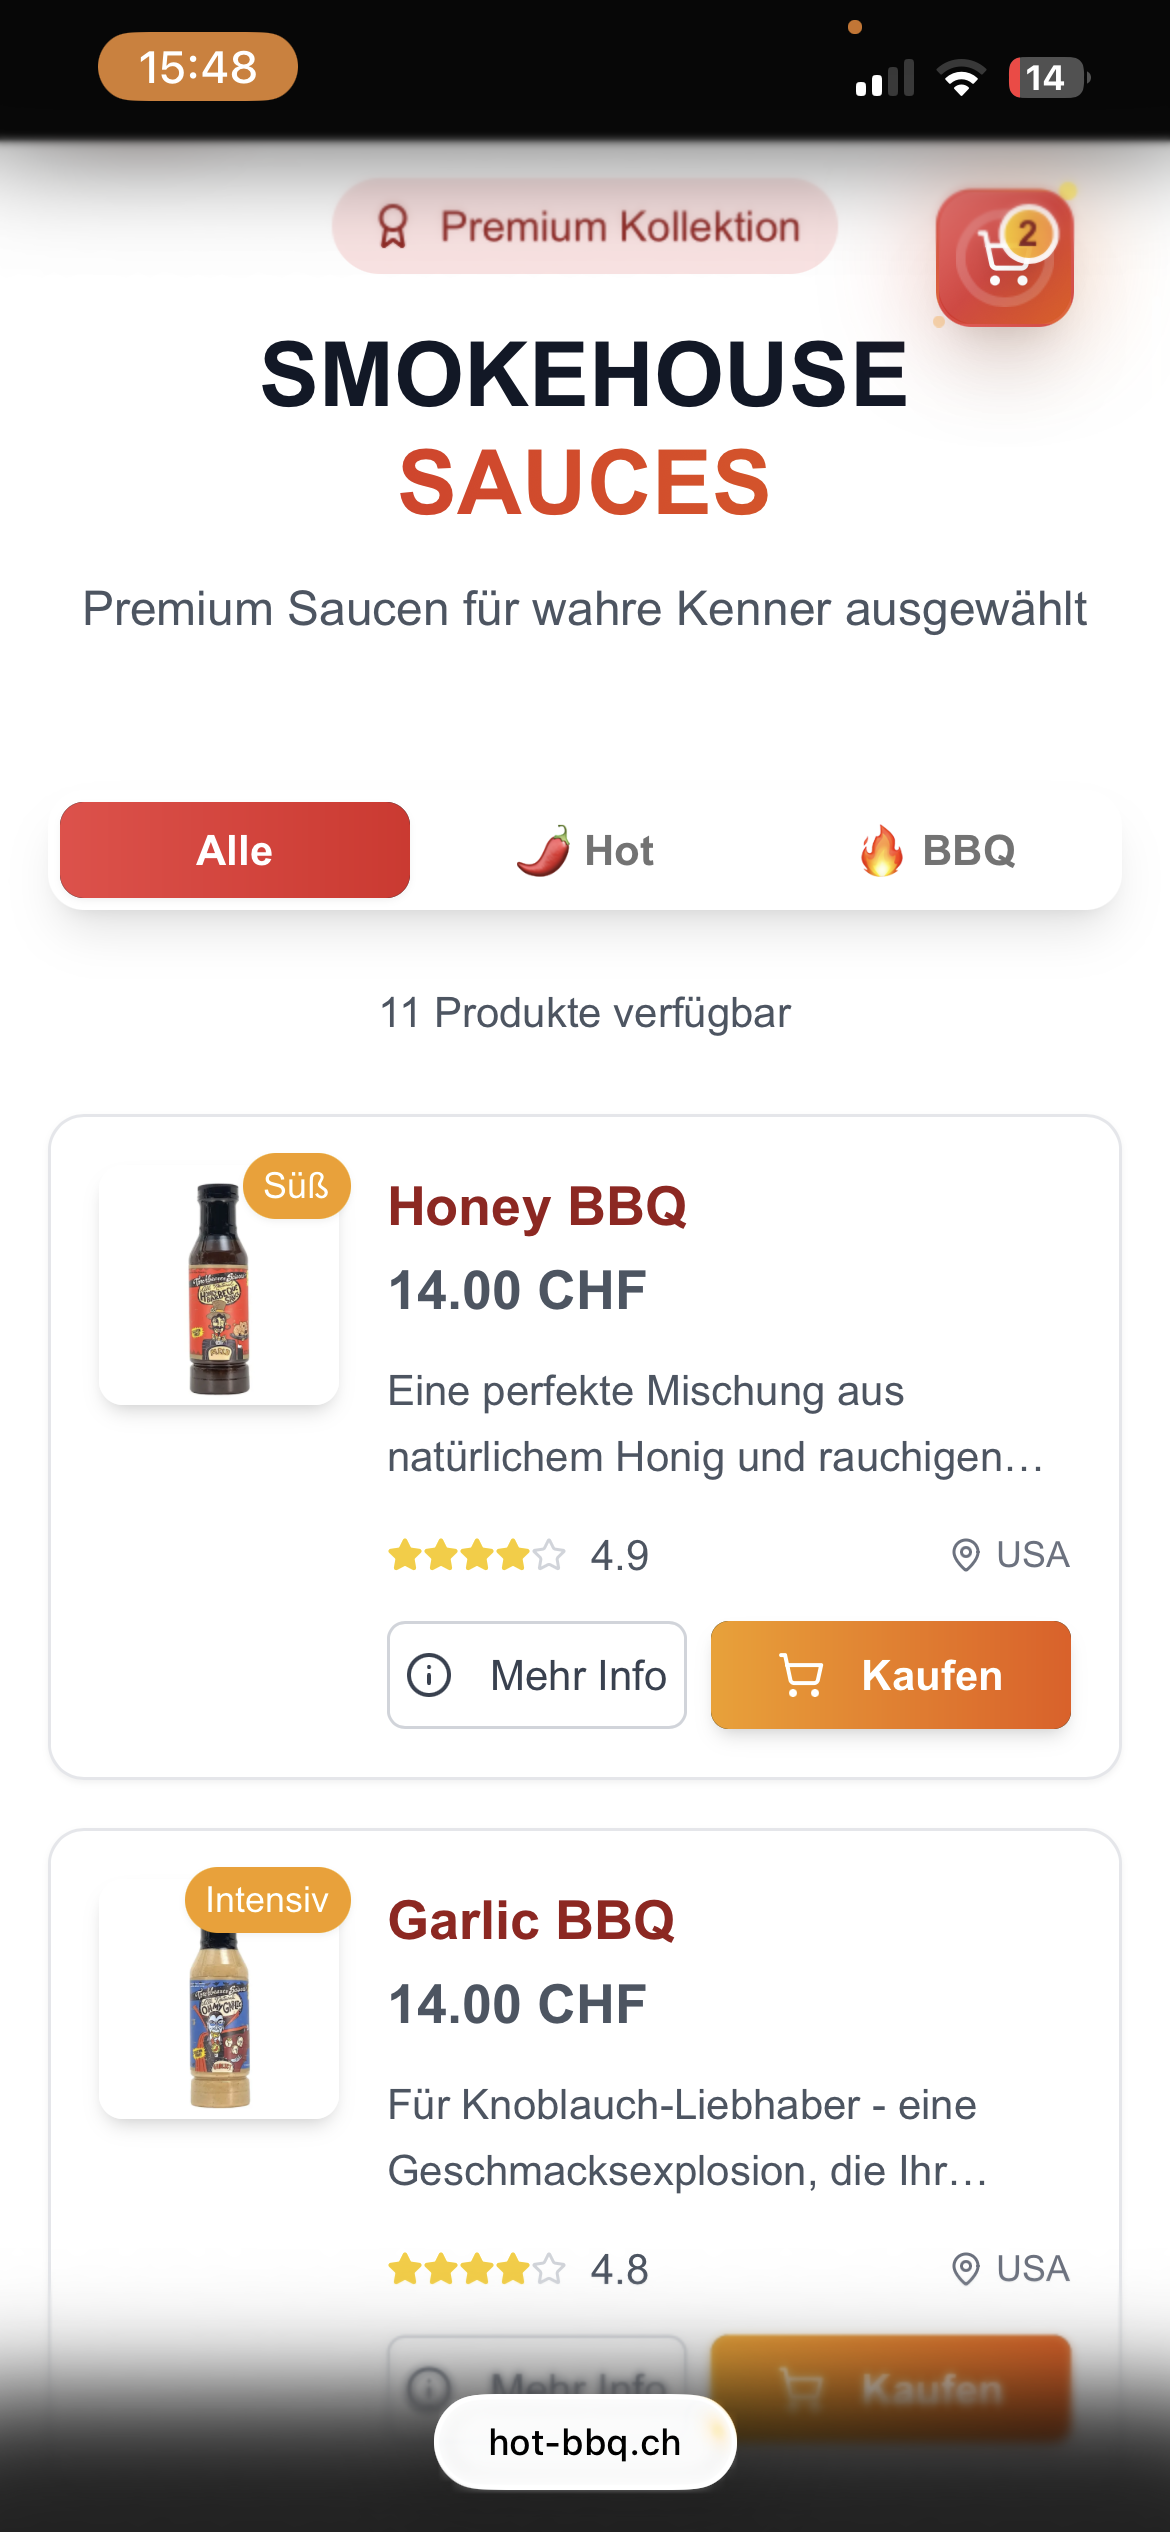 15:48
14
Premium Kollektion
2
SMOKEHOUSE
SAUCES
Premium Saucen für wahre Kenner ausgewählt
Alle
Hot
BBQ
11 Produkte verfügbar
Süß
Honey BBQ
14.00 CHF
Eine perfekte Mischung aus
natürlichem Honig und rauchigen…
4.9
USA
Mehr Info
Kaufen
Intensiv
Garlic BBQ
14.00 CHF
Für Knoblauch-Liebhaber - eine
Geschmacksexplosion, die Ihr…
4.8
USA
Mehr Info
Kaufen
hot-bbq.ch